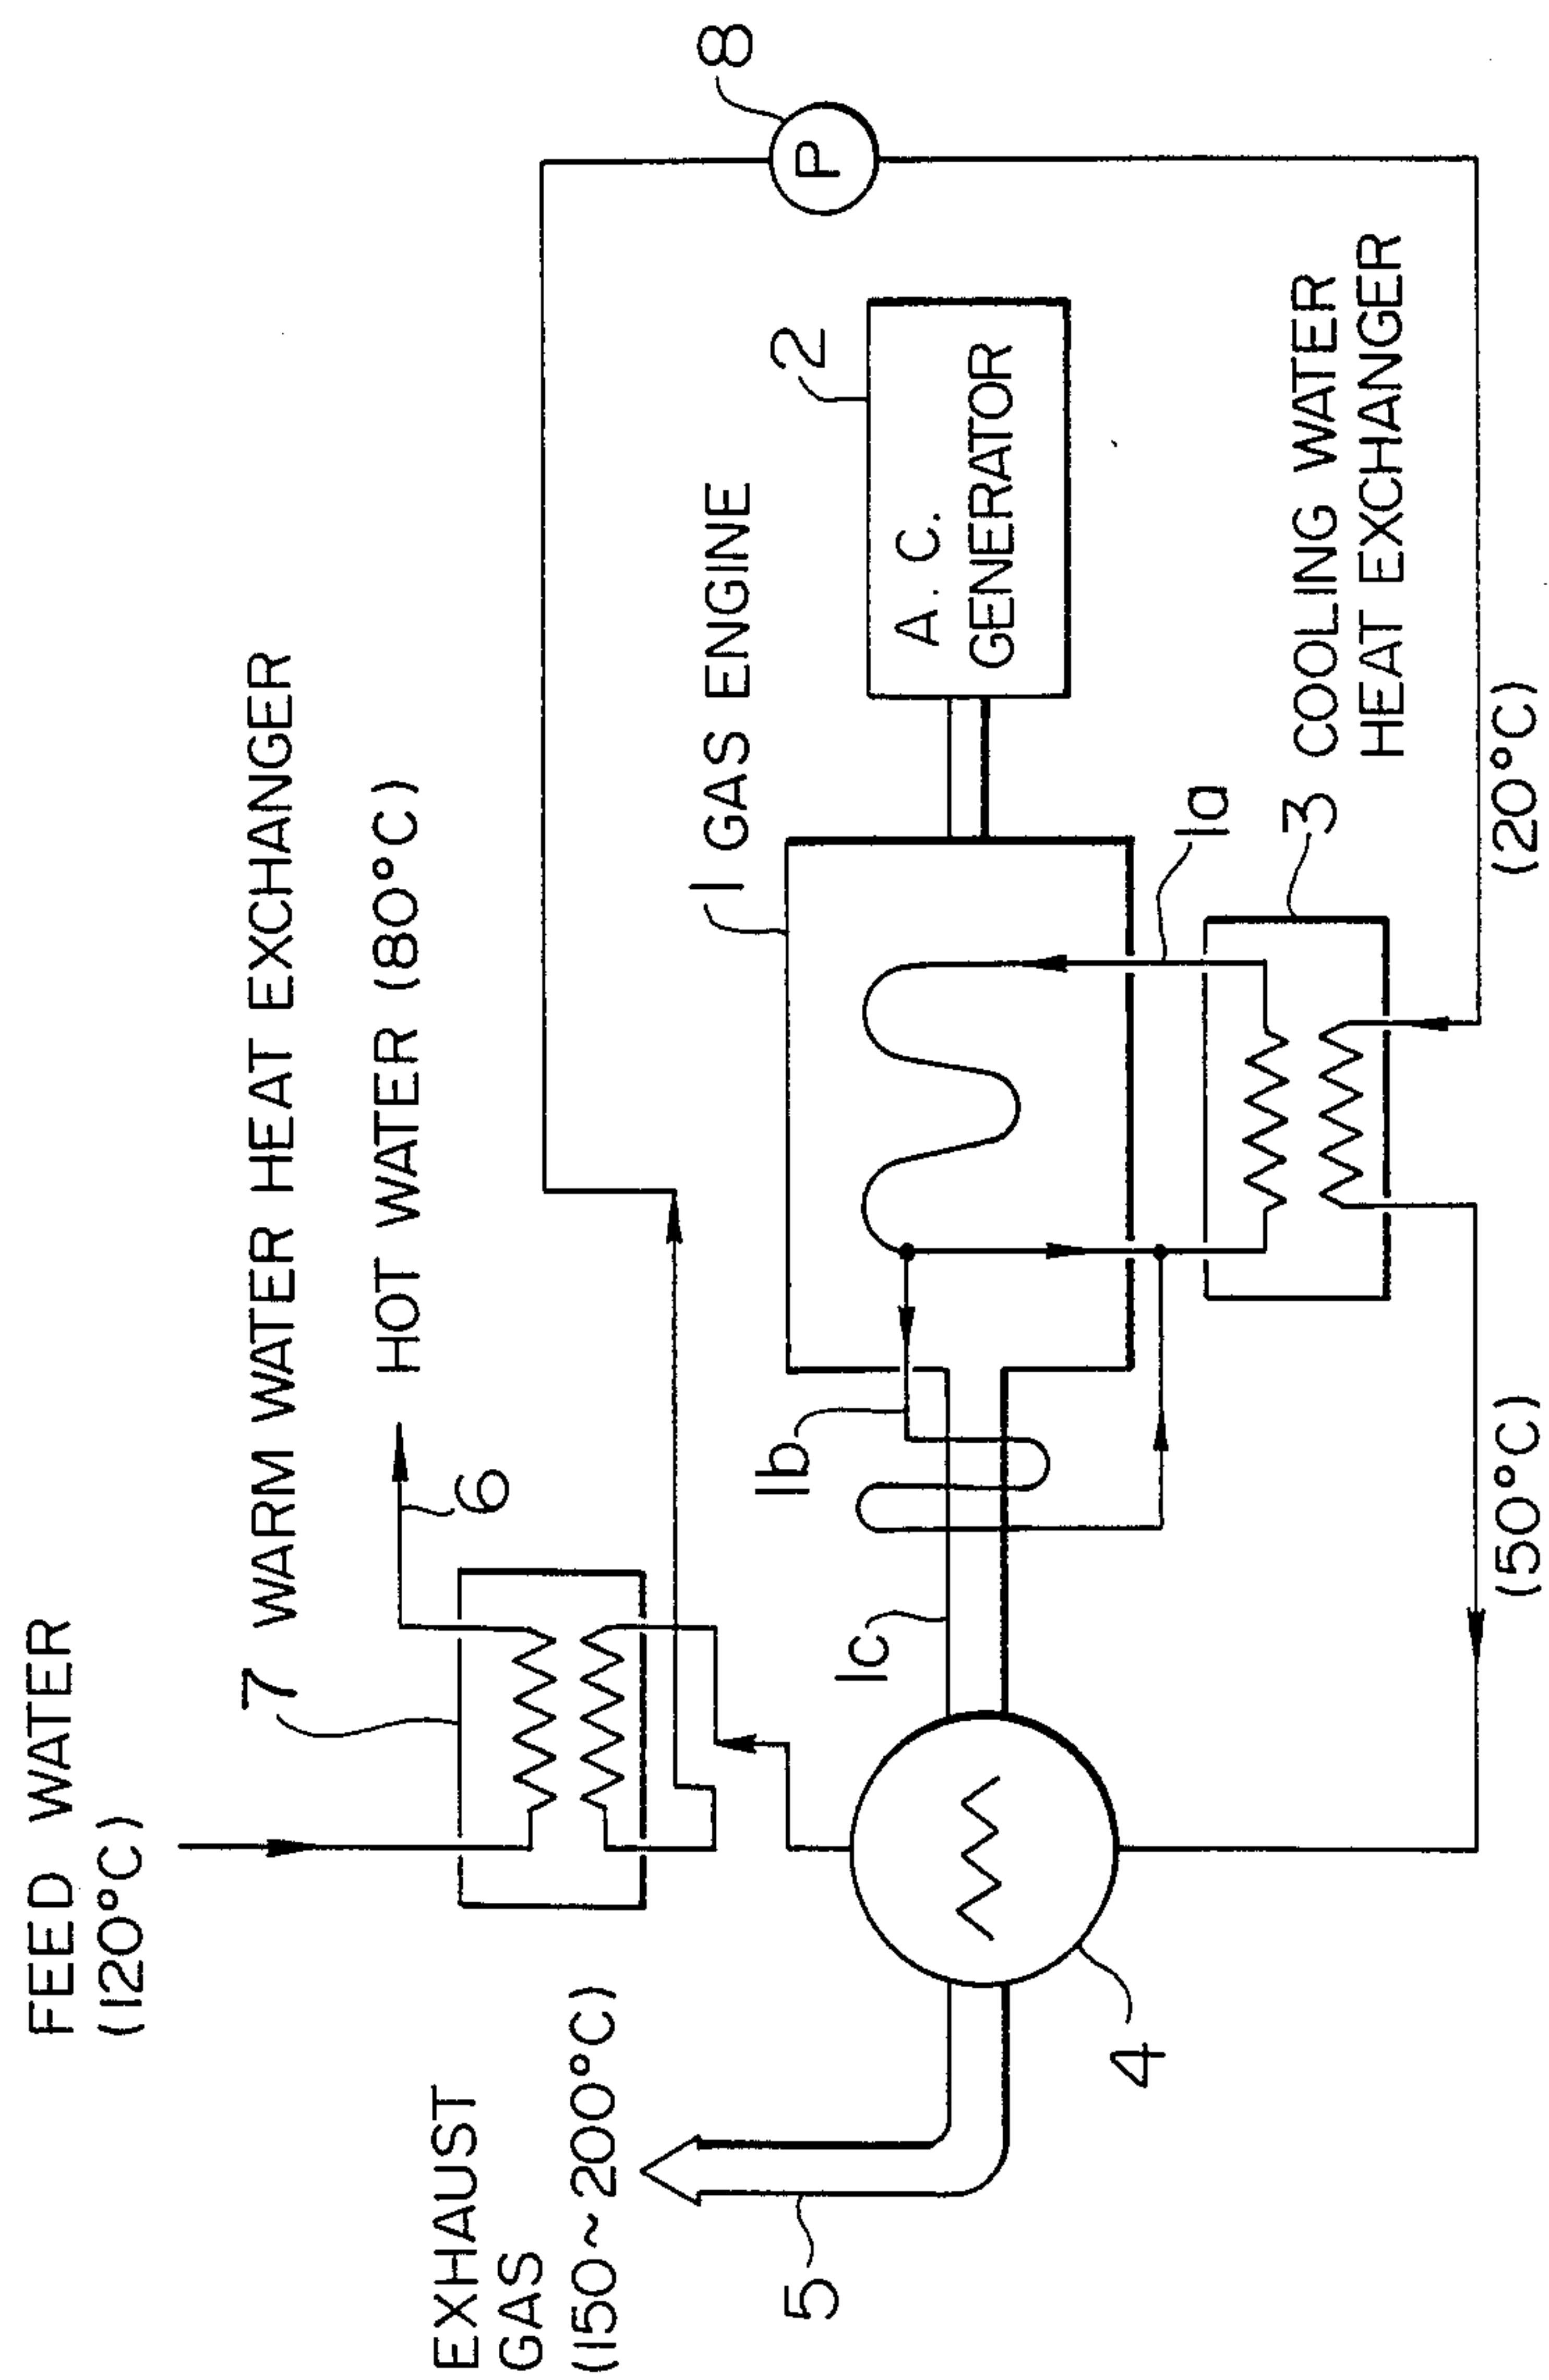 FEED WATER
(120°C)
7 WARM WATER HEAT EXCHANGER
HOT WATER (80°C)
6
EXHAUST
GAS
(150~200°C)
5
4
1c
1b
1 GAS ENGINE
2
A. C.
GENERATOR
8
P
1a
3 COOLING WATER
HEAT EXCHANGER
(50°C)
(20°C)